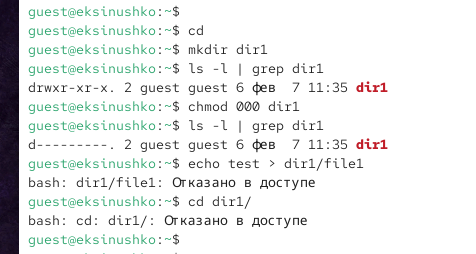 guest@eksinushko:~$
guest@eksinushko:~$ cd
guest@eksinushko:~$ mkdir dir1
guest@eksinushko:~$ ls -l | grep dir1
drwxr-xr-x. 2 guest guest 6 фев  7 11:35 dir1
guest@eksinushko:~$ chmod 000 dir1
guest@eksinushko:~$ ls -l | grep dir1
d---------. 2 guest guest 6 фев  7 11:35 dir1
guest@eksinushko:~$ echo test > dir1/file1
bash: dir1/file1: Отказано в доступе
guest@eksinushko:~$ cd dir1/
bash: cd: dir1/: Отказано в доступе
guest@eksinushko:~$